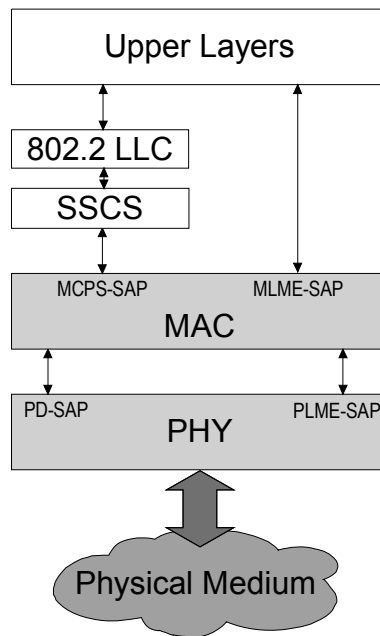 Upper Layers
802.2 LLC
SSCS
MCPS-SAP MLME-SAP
MAC
PD-SAP PLME-SAP
PHY
Physical Medium